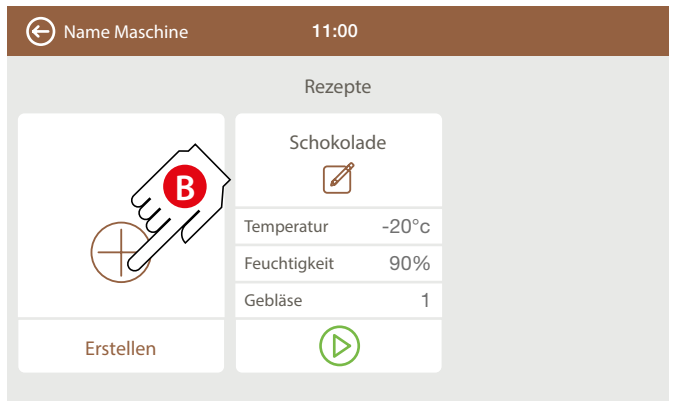 Name Maschine 11:00
Rezepte
B
Erstellen
Schokolade
Temperatur -20°c
Feuchtigkeit 90%
Gebläse 1